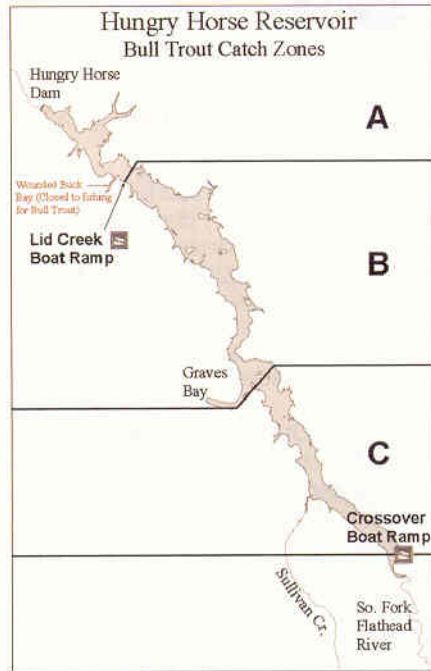 Hungry Horse Reservoir
Bull Trout Catch Zones
Hungry Horse
Dam
A
Wounded Buck
Bay (Closed to fishing
for Bull Trout)
Lid Creek
Boat Ramp
B
Graves
Bay
C
Crossover
Boat Ramp
Sullivan Cr.
So. Fork
Flathead
River